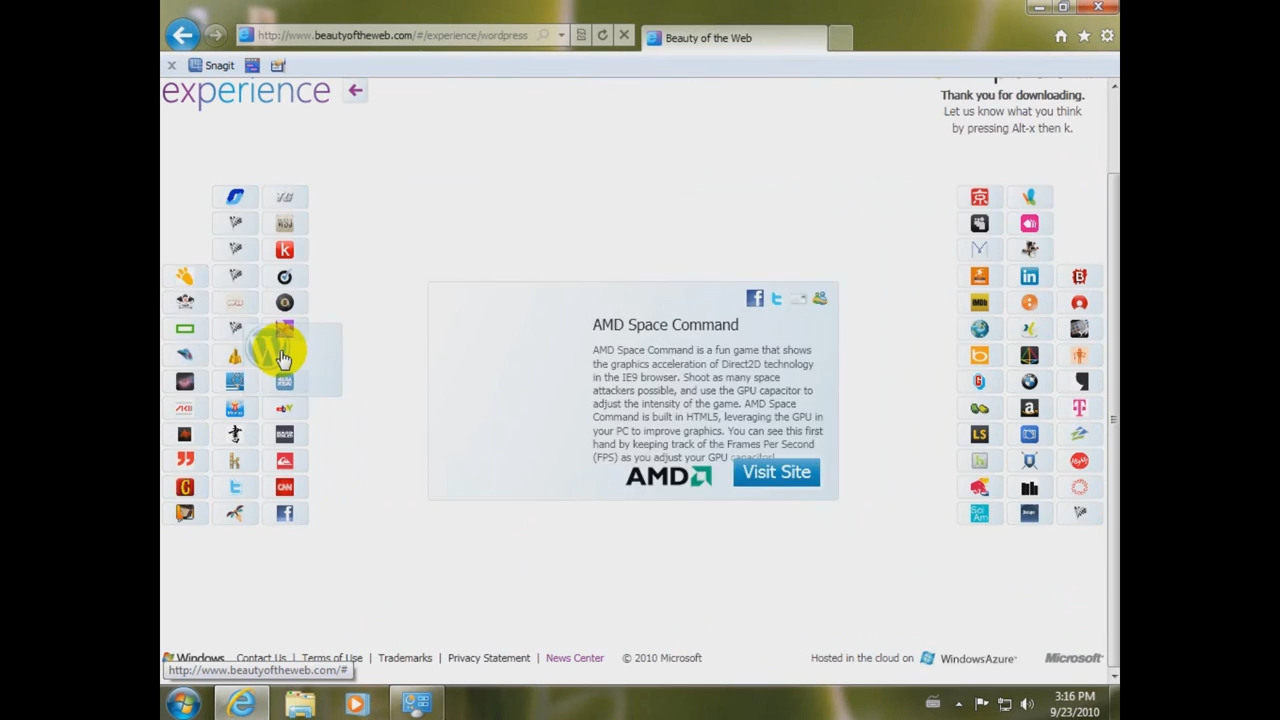 http://www.beautyoftheweb.com/#/experience/wordpress
Beauty of the Web
x Snagit
experience
Thank you for downloading.
Let us know what you think
by pressing Alt-x then k.
AMD Space Command
AMD Space Command is a fun game that shows
the graphics acceleration of Direct2D technology
in the IE9 browser. Shoot as many space
attackers possible, and use the GPU capacitor to
adjust the intensity of the game. AMD Space
Command is built in HTML5, leveraging the GPU in
your PC to improve graphics. You can see this first
hand by keeping track of the Frames Per Second
(FPS) as you adjust your GPU capacitor!
AMD
Visit Site
k
in
IMDb
b
a
T
LS
CNN
SciAm
Windows Contact Us | Terms of Use | Trademarks | Privacy Statement | News Center © 2010 Microsoft
Hosted in the cloud on WindowsAzure Microsoft
http://www.beautyoftheweb.com/#
3:16 PM
9/23/2010